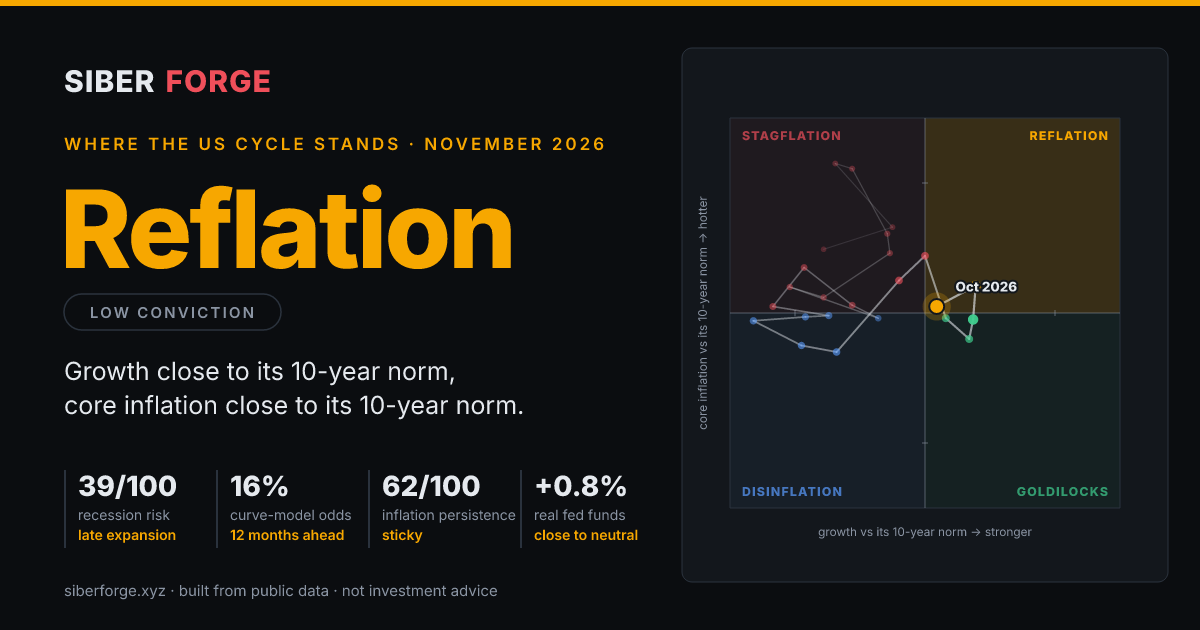 SIBER FORGE
WHERE THE US CYCLE STANDS · NOVEMBER 2026
Reflation
LOW CONVICTION
Growth close to its 10-year norm,
core inflation close to its 10-year norm.
39/100
recession risk
late expansion
16%
curve-model odds
12 months ahead
62/100
inflation persistence
sticky
+0.8%
real fed funds
close to neutral
siberforge.xyz · built from public data · not investment advice
STAGFLATION
REFLATION
core inflation vs its 10-year norm → hotter
Oct 2026
DISINFLATION
GOLDILOCKS
growth vs its 10-year norm → stronger